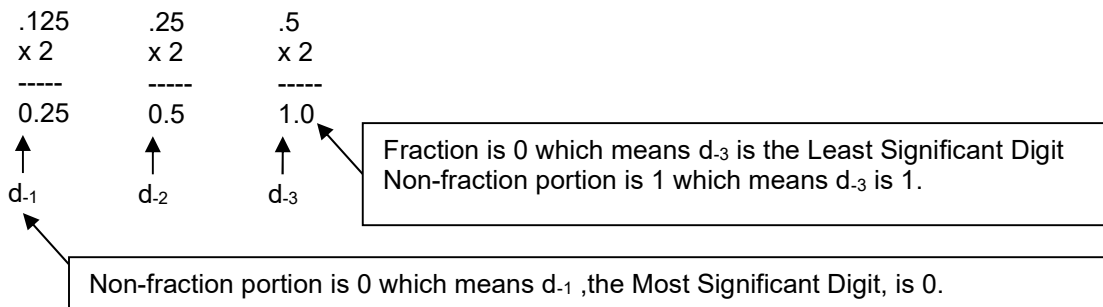 .125 .25 .5
x 2 x 2 x 2
----- ----- -----
0.25 0.5 1.0
Fraction is 0 which means d-3 is the Least Significant Digit
Non-fraction portion is 1 which means d-3 is 1.
d-1 d-2 d-3
Non-fraction portion is 0 which means d-1 ,the Most Significant Digit, is 0.